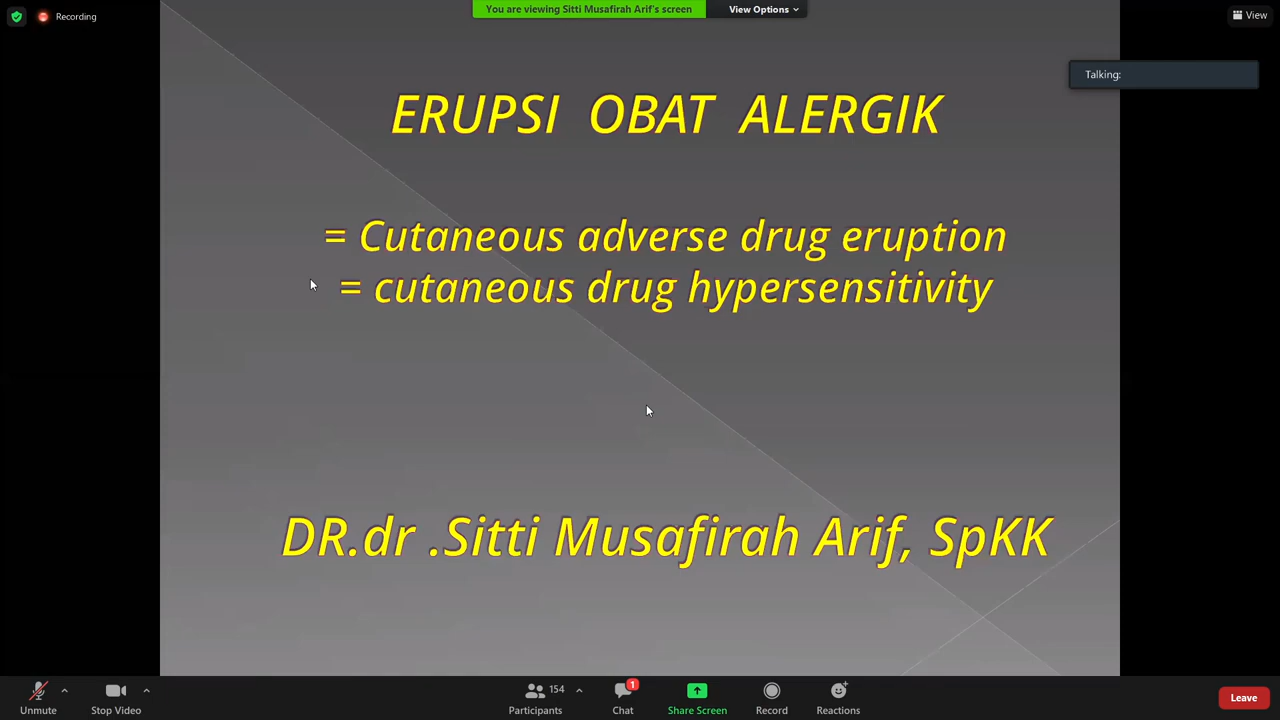 You are viewing Sitti Musafirah Arif's screen
View Options
Recording
View
Talking:
ERUPSI OBAT ALERGIK
= Cutaneous adverse drug eruption
= cutaneous drug hypersensitivity
DR.dr .Sitti Musafirah Arif, SpKK
Unmute
Stop Video
154
Participants
1
Chat
Share Screen
Record
Reactions
Leave